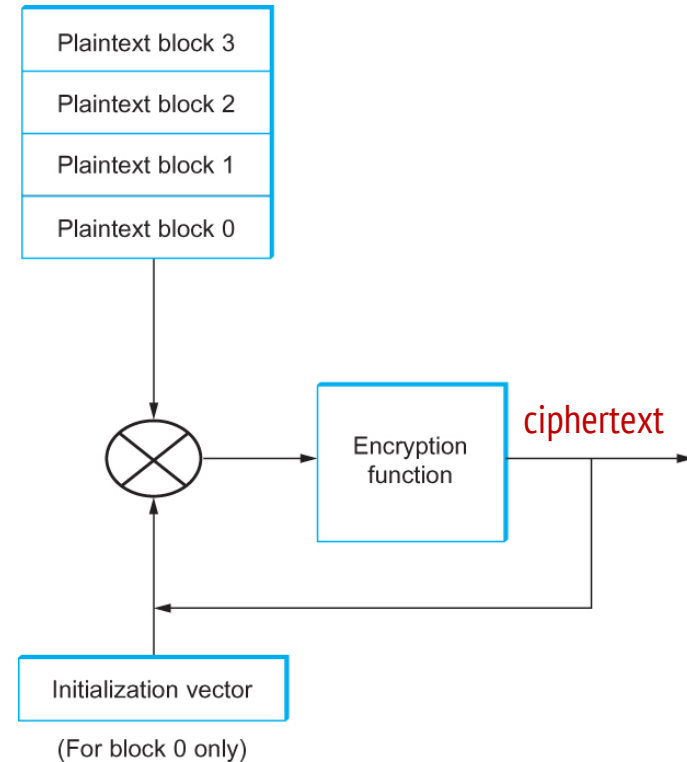 Plaintext block 3
Plaintext block 2
Plaintext block 1
Plaintext block 0
Encryption
function
ciphertext
Initialization vector
(For block 0 only)